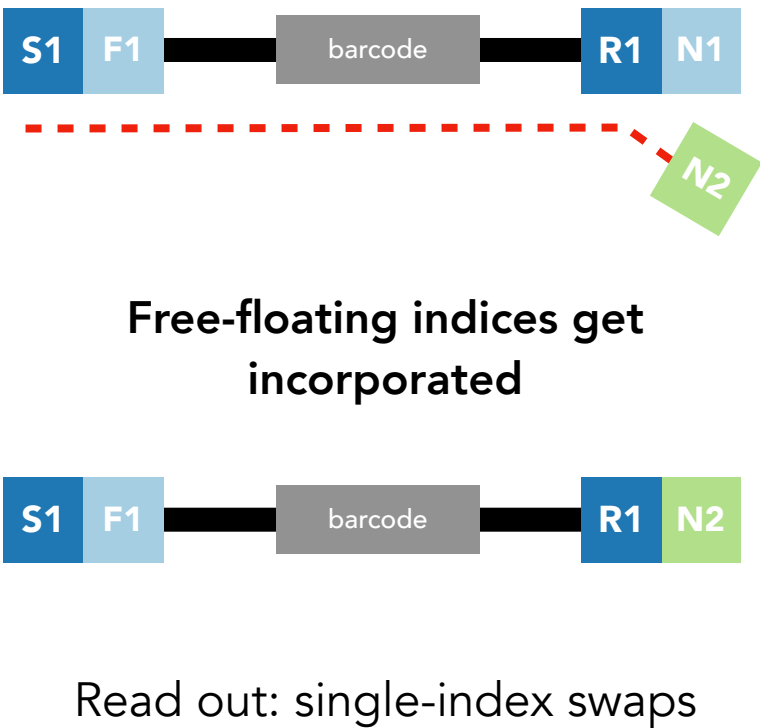 S1 F1 barcode R1 N1
N2
Free-floating indices get
incorporated
S1 F1 barcode R1 N2
Read out: single-index swaps